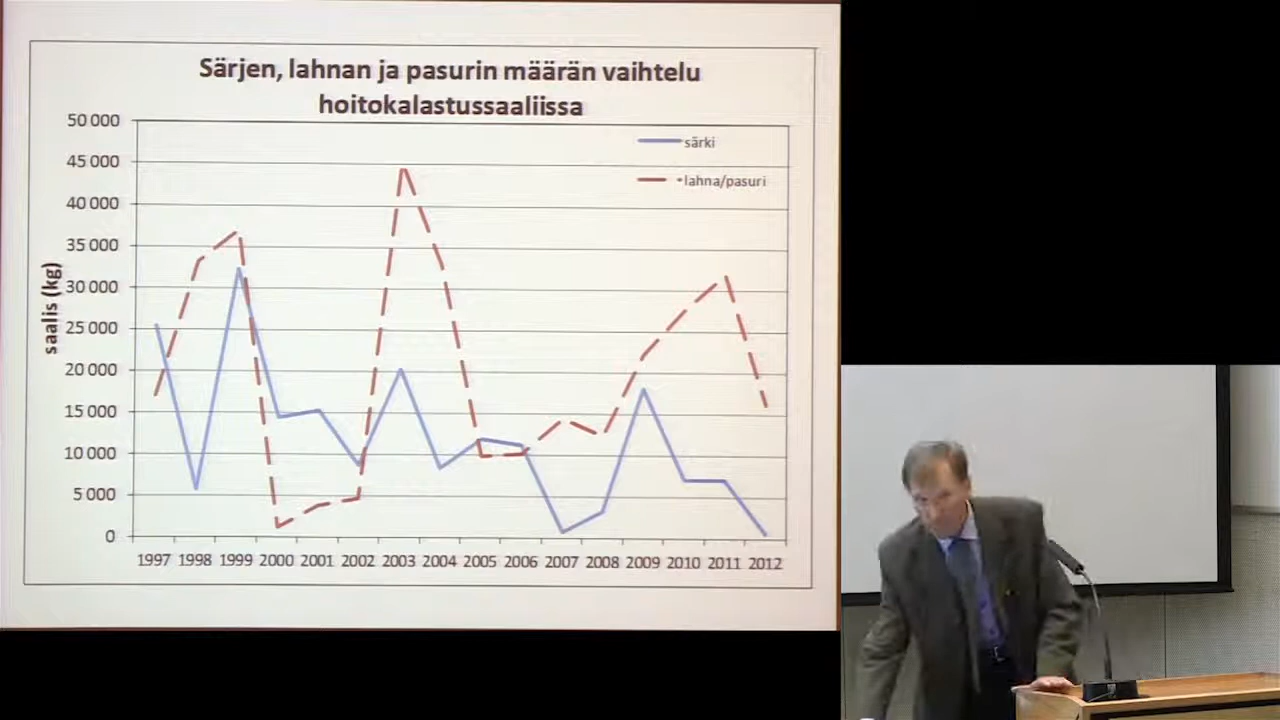 Särjen, lahnan ja pasurin määrän vaihtelu
hoitokalastussaaliissa
50 000
45 000
40 000
35 000
30 000
25 000
20 000
15 000
10 000
5 000
0
saalis (kg)
särki
lahna/pasuri
1997 1998 1999 2000 2001 2002 2003 2004 2005 2006 2007 2008 2009 2010 2011 2012